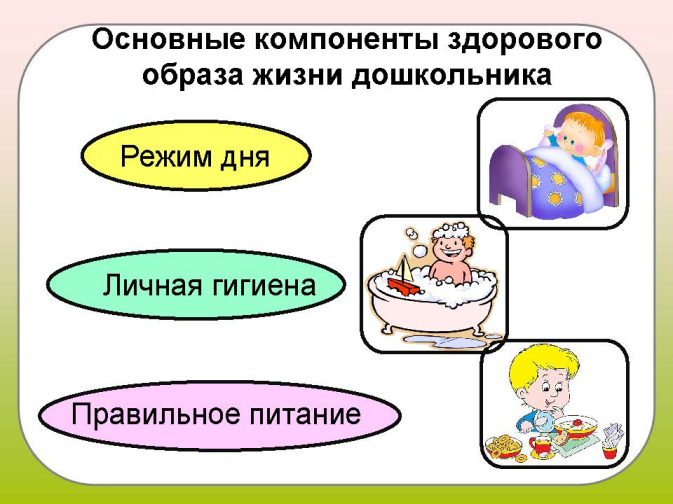 Основные компоненты здорового
образа жизни дошкольника
Режим дня
Личная гигиена
Правильное питание